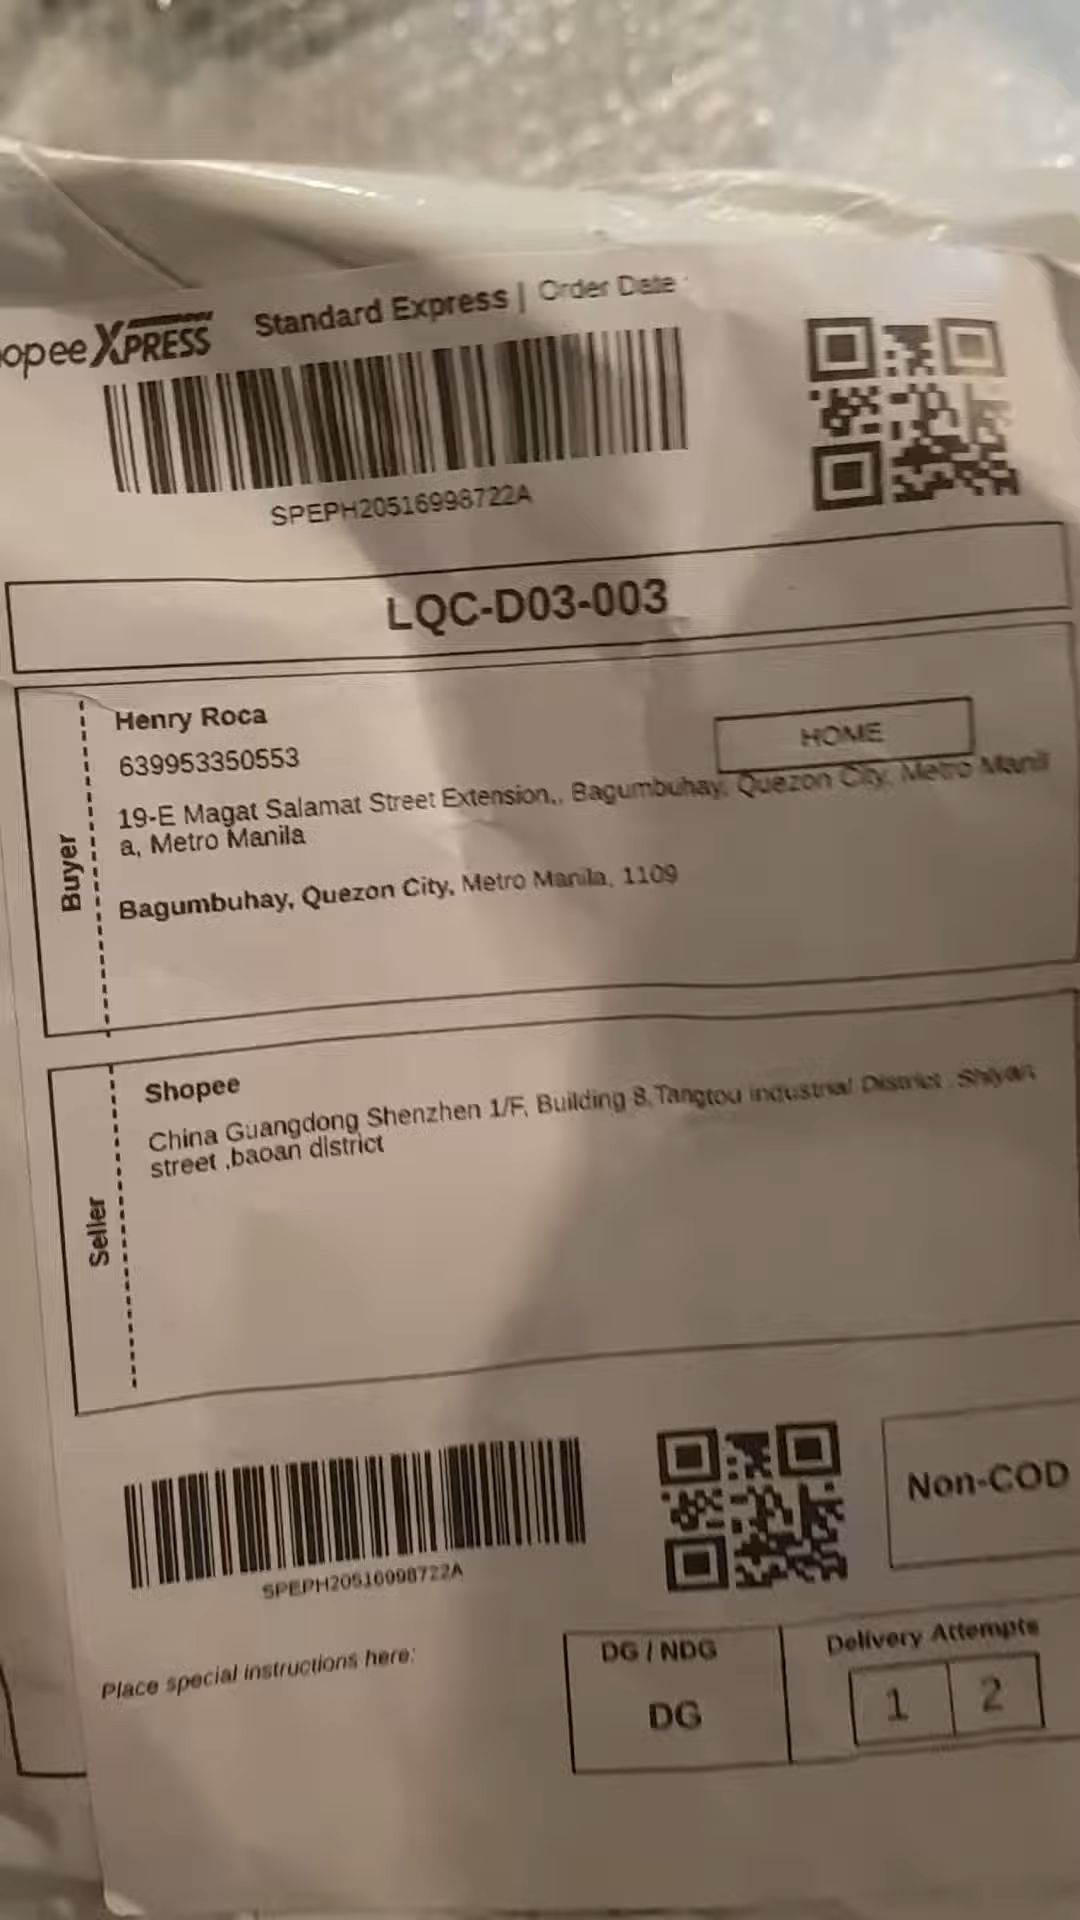 opee XPRESS Standard Express | Order Date :
SPEPH20516998722A
LQC-D03-003
Buyer
Henry Roca
HOME
639953350553
19-E Magat Salamat Street Extension,, Bagumbuhay, Quezon City, Metro Manil
a, Metro Manila
Bagumbuhay, Quezon City, Metro Manila, 1109
Seller
Shopee
China Guangdong Shenzhen 1/F, Building 8,Tangtou industrial District , Shiyan
street ,baoan district
Non-COD
SPEPH20516998722A
Place special instructions here:
DG / NDG
DG
Delivery Attempts
1 2